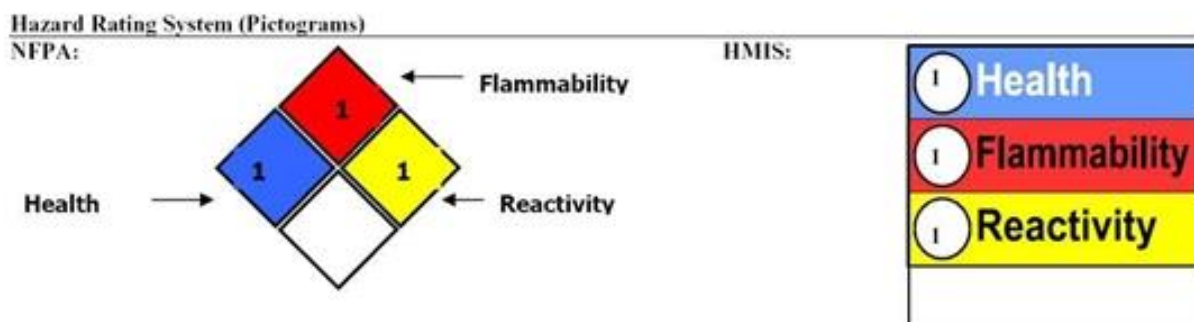 Hazard Rating System (Pictograms)
NFPA:
HMIS:
Flammability
1
1
1
Health
Reactivity
1 Health
1 Flammability
1 Reactivity